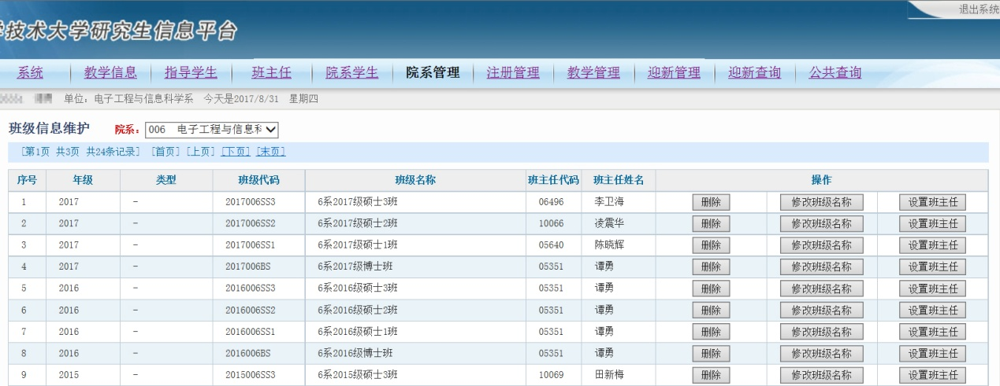 退出系统
学技术大学研究生信息平台
系统 教学信息 指导学生 班主任 院系学生 院系管理 注册管理 教学管理 迎新管理 迎新查询 公共查询
单位：电子工程与信息科学系 今天是2017/8/31 星期四
班级信息维护 院系： 006 电子工程与信息科
[第1页 共3页 共24条记录] [首页] [上页] [下页] [末页]
序号 年级 类型 班级代码 班级名称 班主任代码 班主任姓名 操作
1 2017 - 2017006SS3 6系2017级硕士3班 06496 李卫海 删除 修改班级名称 设置班主任
2 2017 - 2017006SS2 6系2017级硕士2班 10066 凌震华 删除 修改班级名称 设置班主任
3 2017 - 2017006SS1 6系2017级硕士1班 05640 陈晓辉 删除 修改班级名称 设置班主任
4 2017 - 2017006BS 6系2017级博士班 05351 谭勇 删除 修改班级名称 设置班主任
5 2016 - 2016006SS3 6系2016级硕士3班 05351 谭勇 删除 修改班级名称 设置班主任
6 2016 - 2016006SS2 6系2016级硕士2班 05351 谭勇 删除 修改班级名称 设置班主任
7 2016 - 2016006SS1 6系2016级硕士1班 05351 谭勇 删除 修改班级名称 设置班主任
8 2016 - 2016006BS 6系2016级博士班 05351 谭勇 删除 修改班级名称 设置班主任
9 2015 - 2015006SS3 6系2015级硕士3班 10069 田新梅 删除 修改班级名称 设置班主任